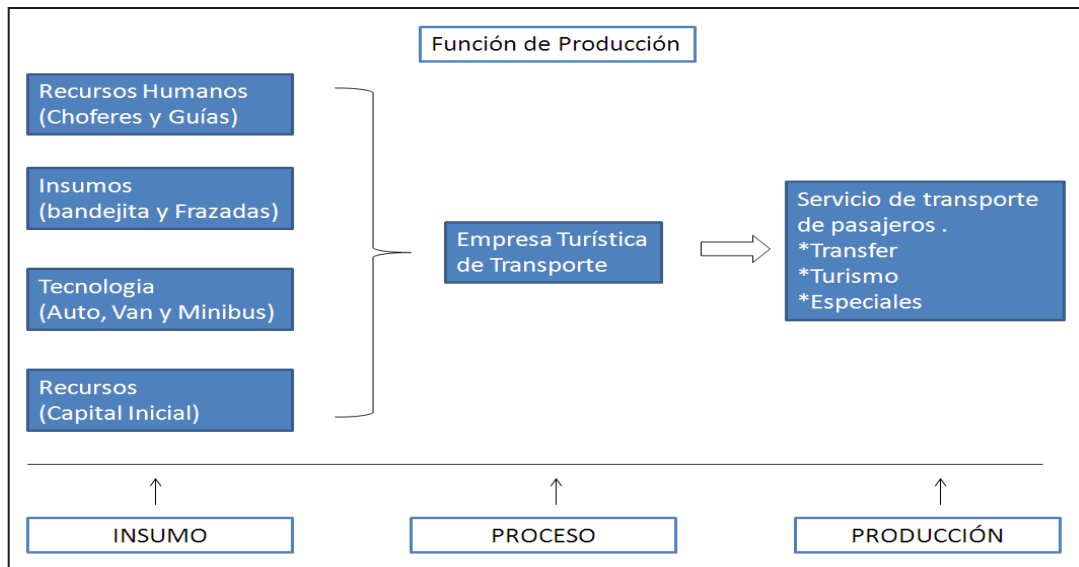 Función de Producción
Recursos Humanos
(Choferes y Guías)
Insumos
(bandejita y Frazadas)
Tecnologia
(Auto, Van y Minibus)
Recursos
(Capital Inicial)
Empresa Turística
de Transporte
Servicio de transporte
de pasajeros .
*Transfer
*Turismo
*Especiales
INSUMO
PROCESO
PRODUCCIÓN